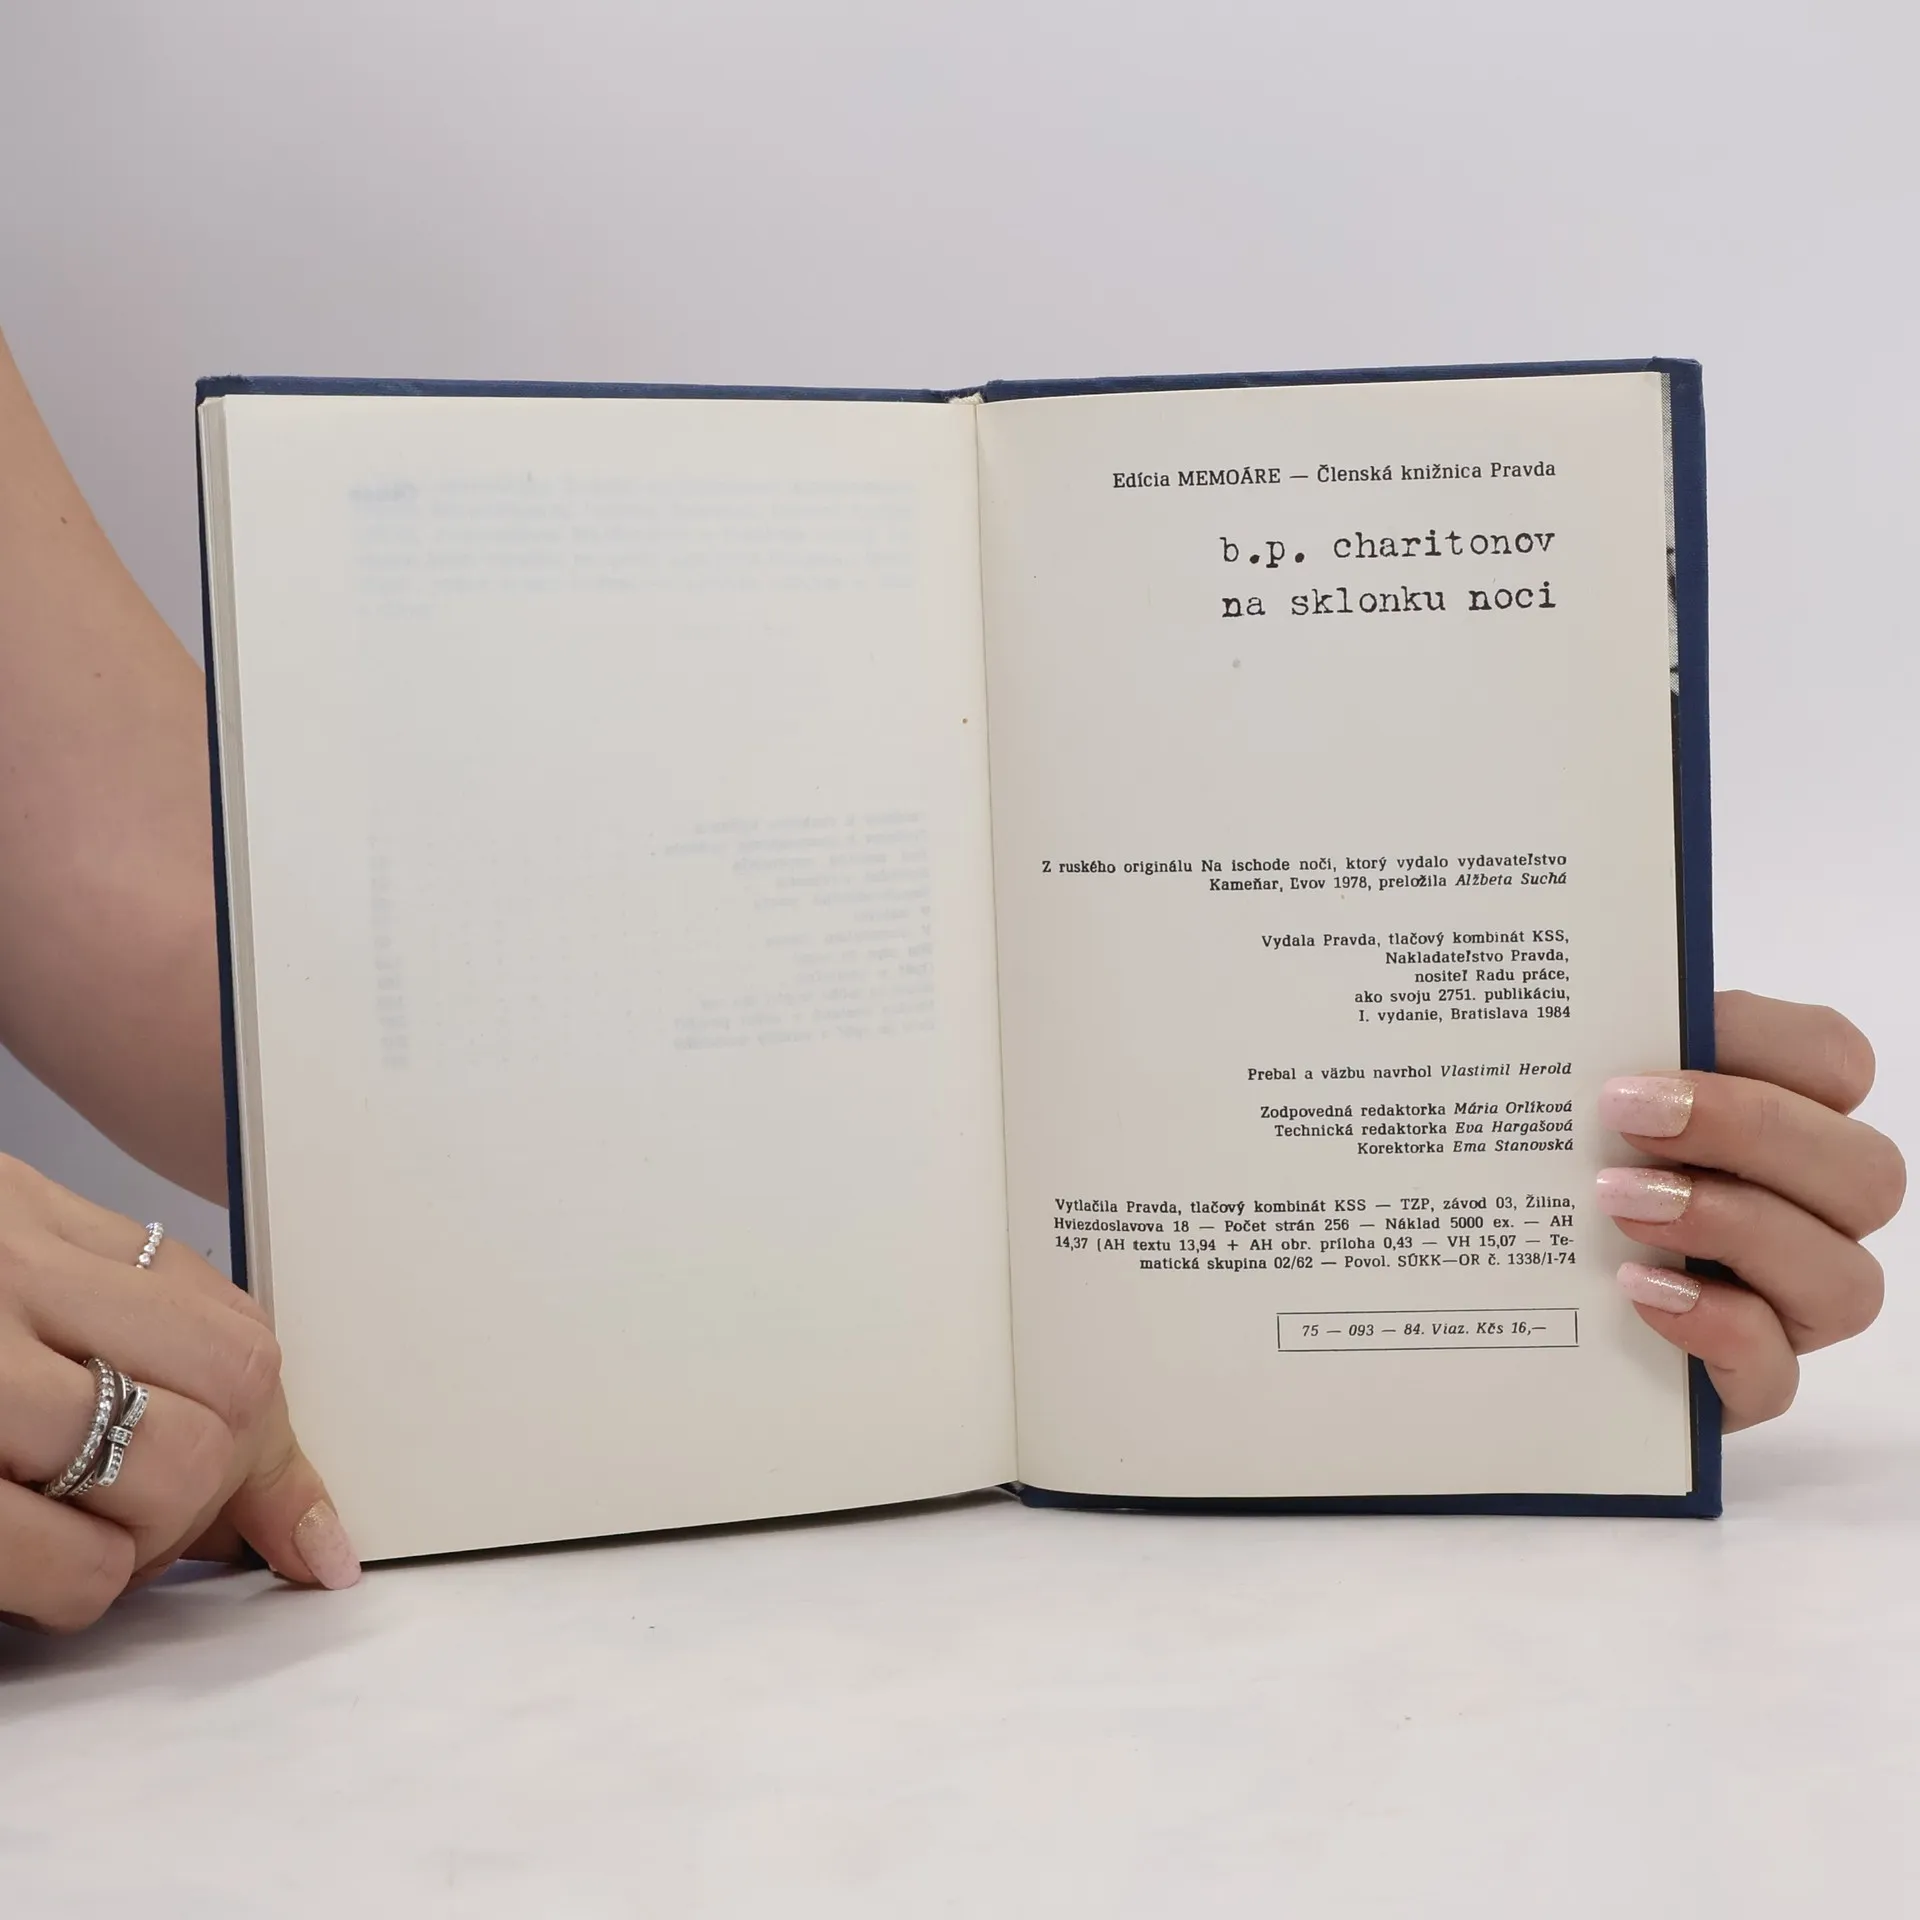 Edícia MEMOÁRE — Členská knižnica Pravda
b.p. charitonov
na sklonku noci
Z ruského originálu Na ischode noči, ktorý vydalo vydavateľstvo
Kameňar, Ľvov 1978, preložila Alžbeta Suchá
Vydala Pravda, tlačový kombinát KSS,
Nakladateľstvo Pravda,
nositeľ Radu práce,
ako svoju 2751. publikáciu,
I. vydanie, Bratislava 1984
Prebal a väzbu navrhol Vlastimil Herold
Zodpovedná redaktorka Mária Orlíková
Technická redaktorka Eva Hargašová
Korektorka Ema Stanovská
Vytlačila Pravda, tlačový kombinát KSS — TZP, závod 03, Žilina,
Hviezdoslavova 18 — Počet strán 256 — Náklad 5000 ex. — AH
14,37 (AH textu 13,94 + AH obr. príloha 0,43 — VH 15,07 — Te-
matická skupina 02/62 — Povol. SÚKK—OR č. 1338/I-74
75 — 093 — 84. Viaz. Kčs 16,—